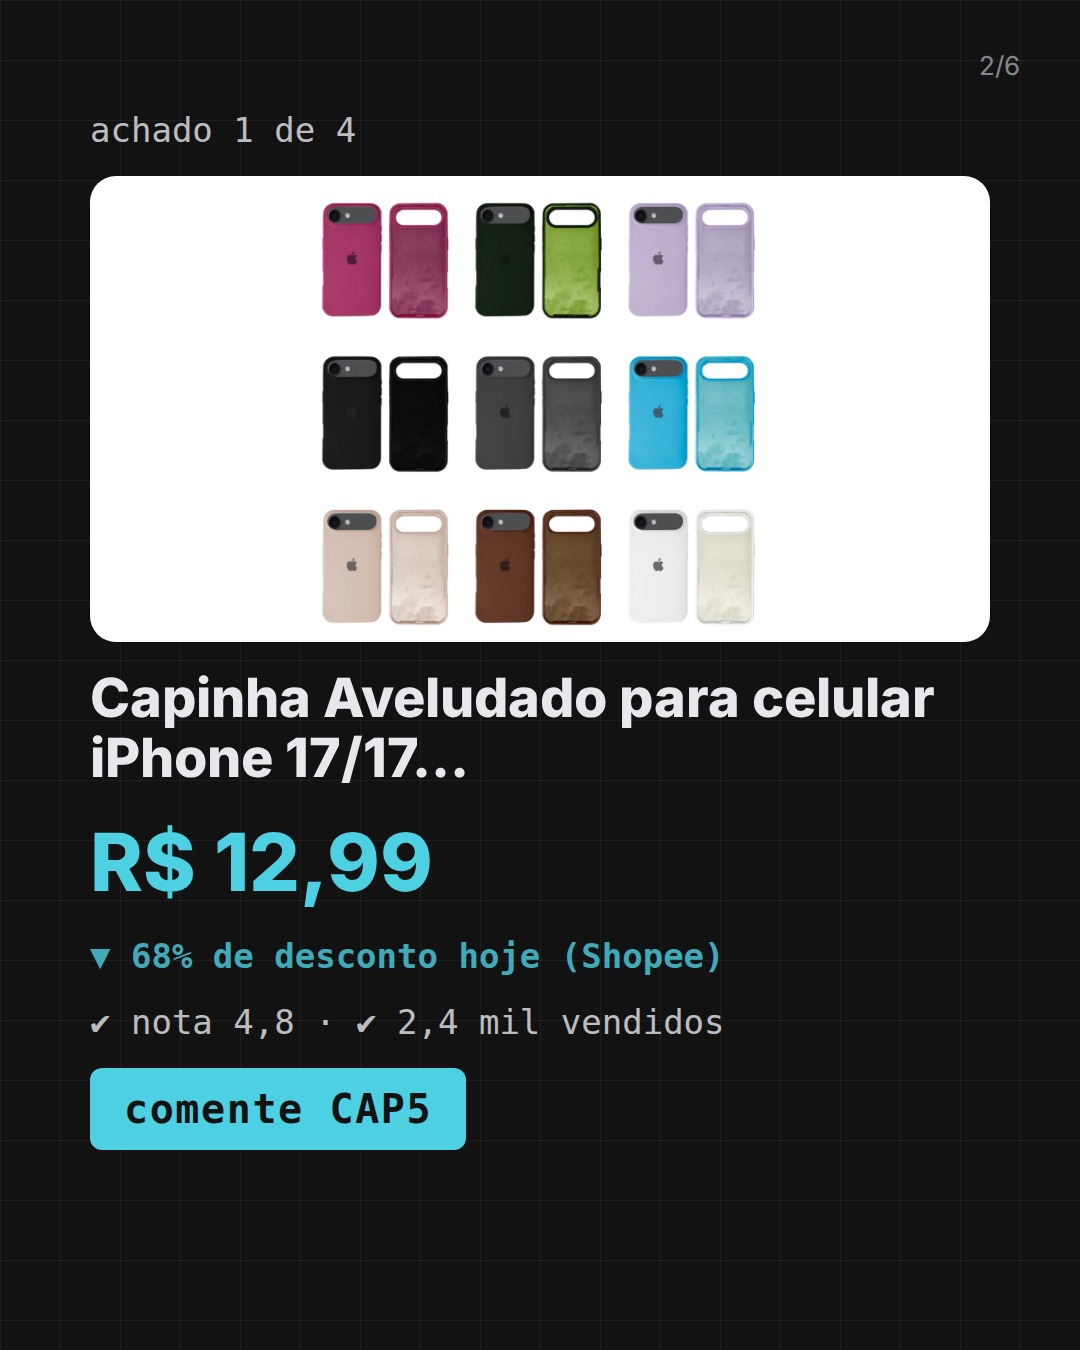 2/6
achado 1 de 4
Capinha Aveludado para celular
iPhone 17/17...
R$ 12,99
▼ 68% de desconto hoje (Shopee)
✔ nota 4,8 · ✔ 2,4 mil vendidos
comente CAP5